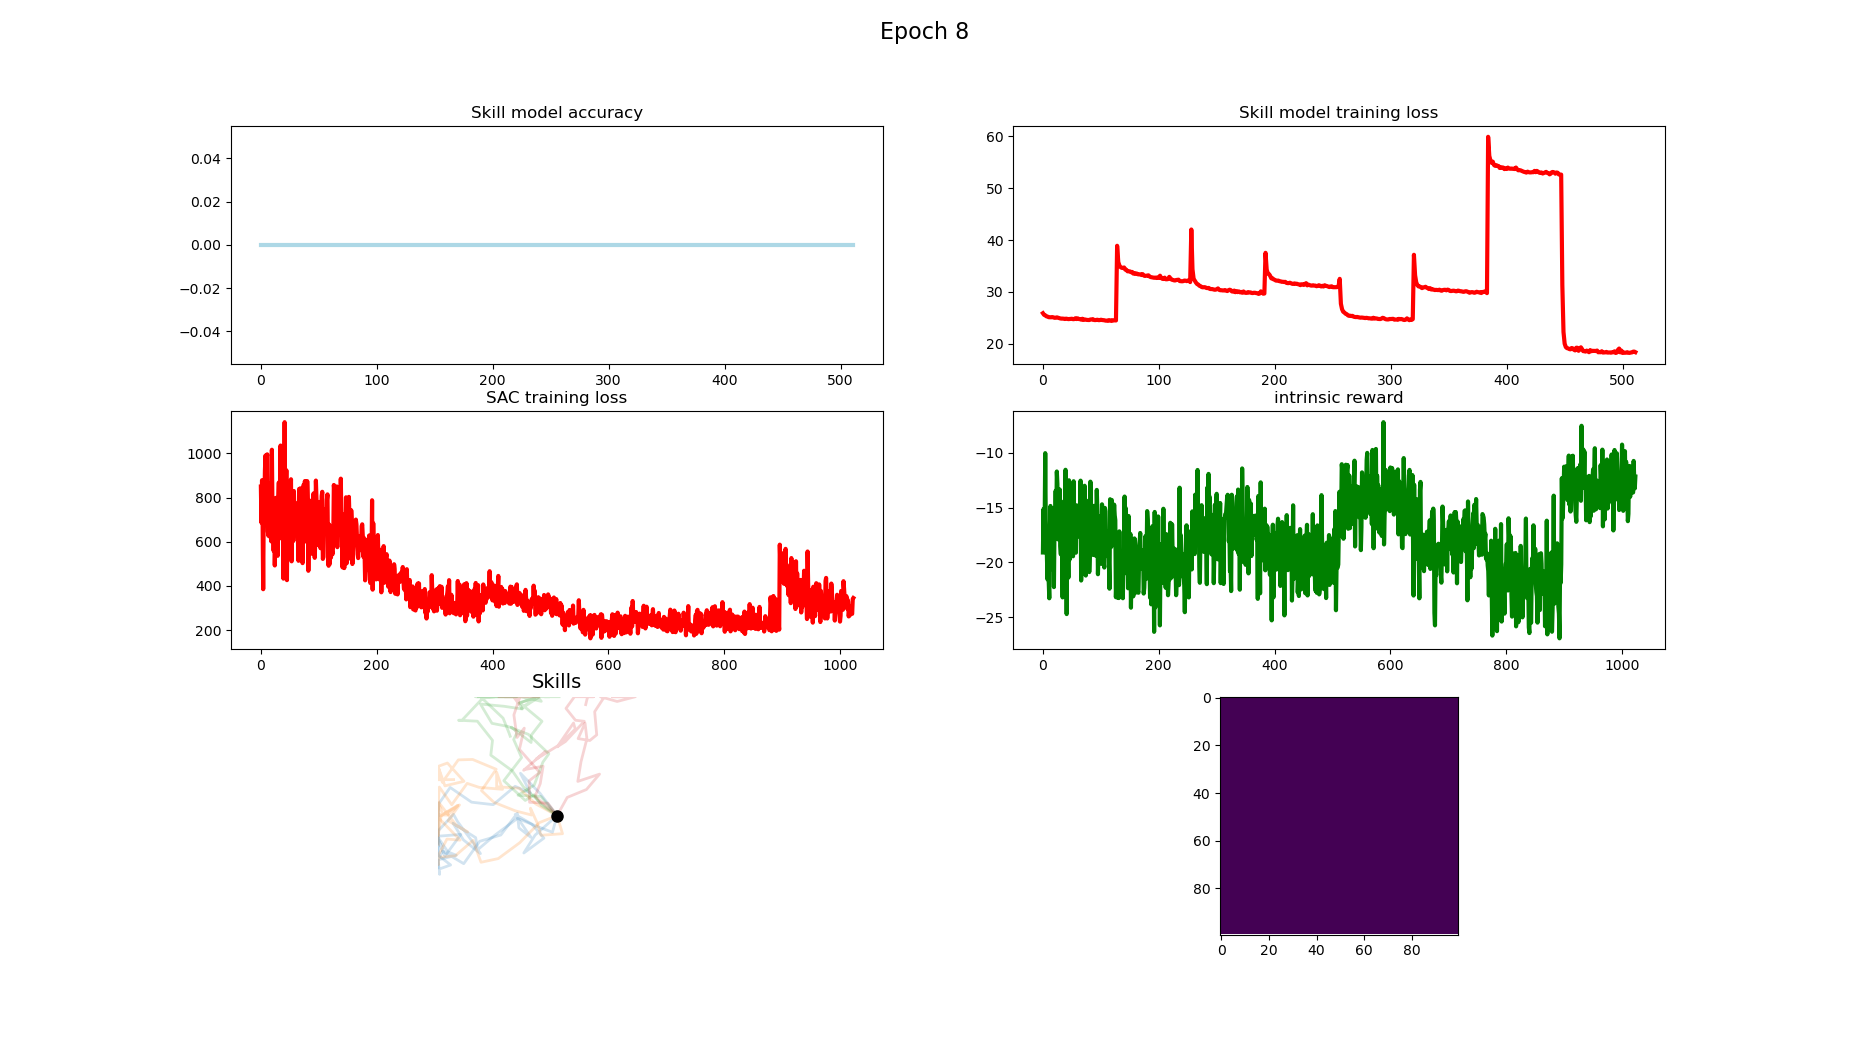 Epoch 8
Skill model accuracy
0.04
0.02
0.00
−0.02
−0.04
0 100 200 300 400 500
Skill model training loss
60
50
40
30
20
0 100 200 300 400 500
SAC training loss
1000
800
600
400
200
0 200 400 600 800 1000
intrinsic reward
−10
−15
−20
−25
0 200 400 600 800 1000
Skills
0
20
40
60
80
0 20 40 60 80